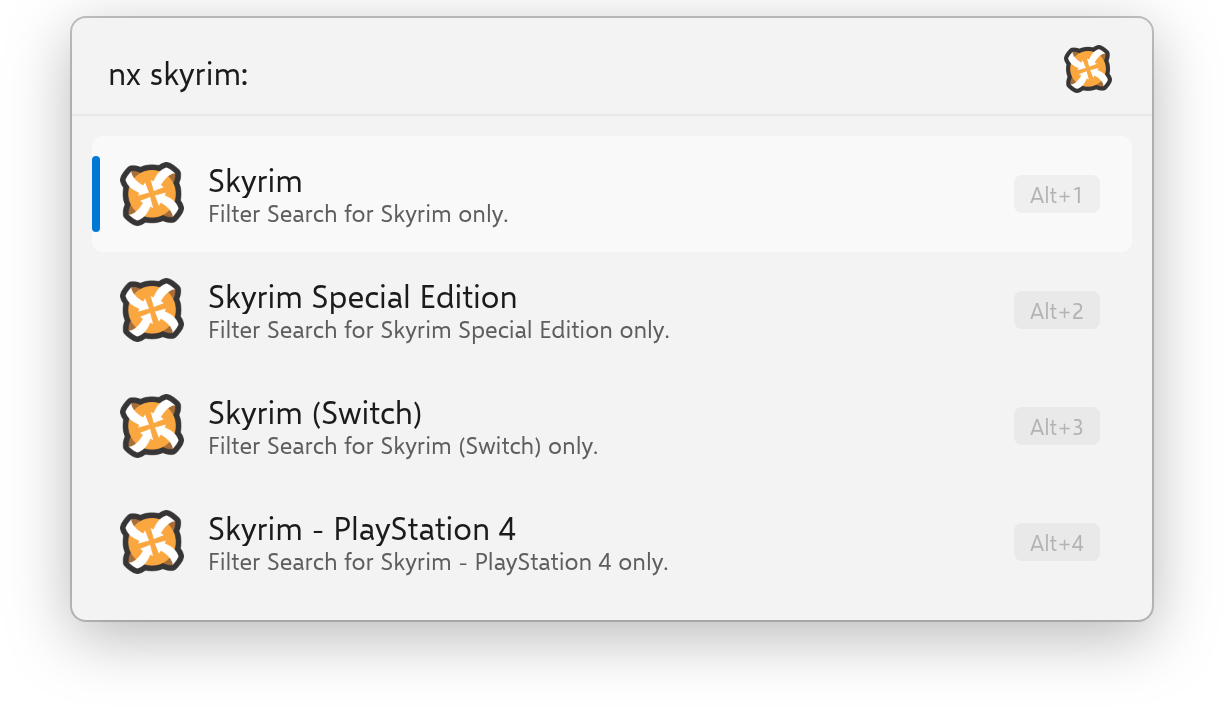 nx skyrim:
Skyrim
Filter Search for Skyrim only.
Alt+1
Skyrim Special Edition
Filter Search for Skyrim Special Edition only.
Alt+2
Skyrim (Switch)
Filter Search for Skyrim (Switch) only.
Alt+3
Skyrim - PlayStation 4
Filter Search for Skyrim - PlayStation 4 only.
Alt+4